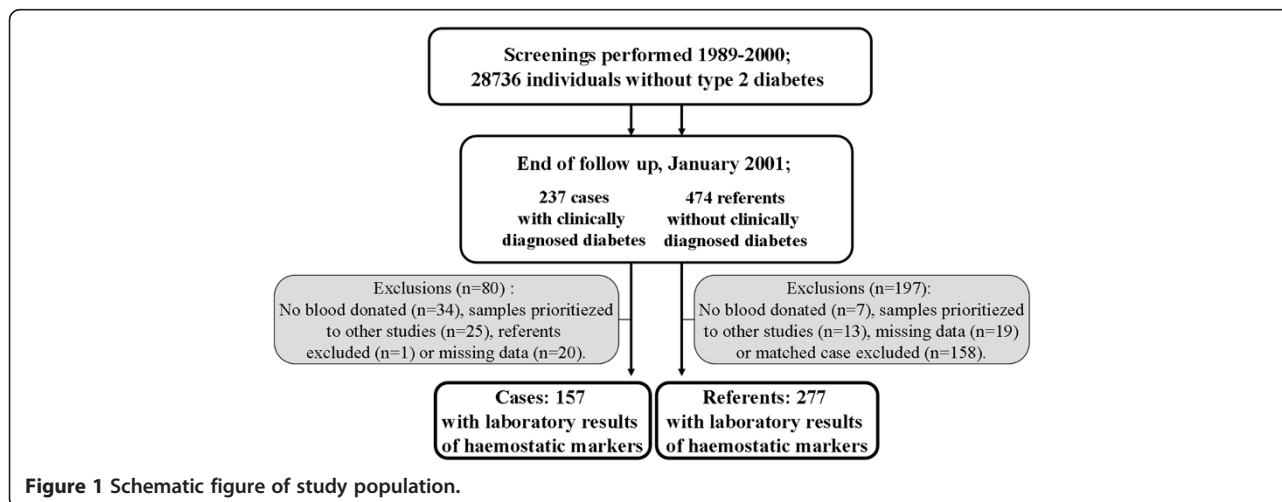 Screenings performed 1989-2000;
28736 individuals without type 2 diabetes
End of follow up, January 2001;
237 cases
with clinically
diagnosed diabetes
474 referents
without clinically
diagnosed diabetes
Exclusions (n=80) :
No blood donated (n=34), samples prioritiezed
to other studies (n=25), referents
excluded (n=1) or missing data (n=20).
Exclusions (n=197):
No blood donated (n=7), samples prioritiezed
to other studies (n=13), missing data (n=19)
or matched case excluded (n=158).
Cases: 157
with laboratory results
of haemostatic markers
Referents: 277
with laboratory results
of haemostatic markers
Figure 1 Schematic figure of study population.